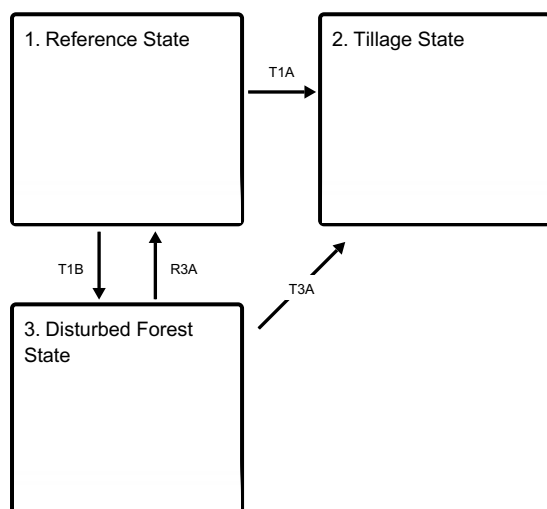 1. Reference State
2. Tillage State
T1A
T1B
R3A
T3A
3. Disturbed Forest
State